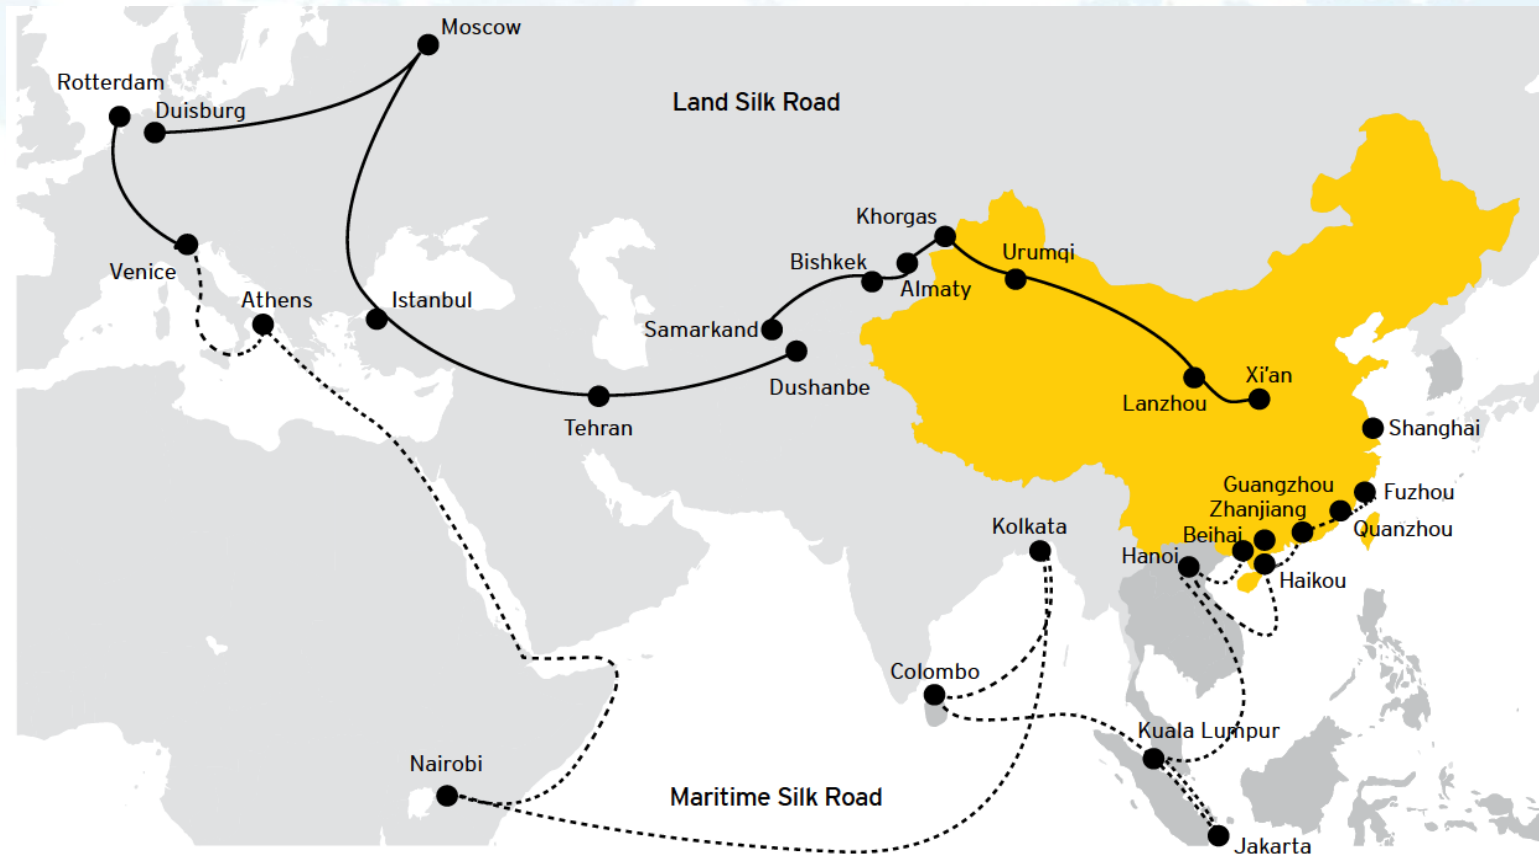 Moscow
Rotterdam
Duisburg
Land Silk Road
Khorgas
Urumqi
Bishkek
Almaty
Venice
Athens
Istanbul
Samarkand
Dushanbe
Tehran
Lanzhou
Xi'an
Shanghai
Guangzhou
Fuzhou
Zhanjiang
Quanzhou
Beihai
Kolkata
Hanoi
Haikou
Colombo
Kuala Lumpur
Nairobi
Maritime Silk Road
Jakarta